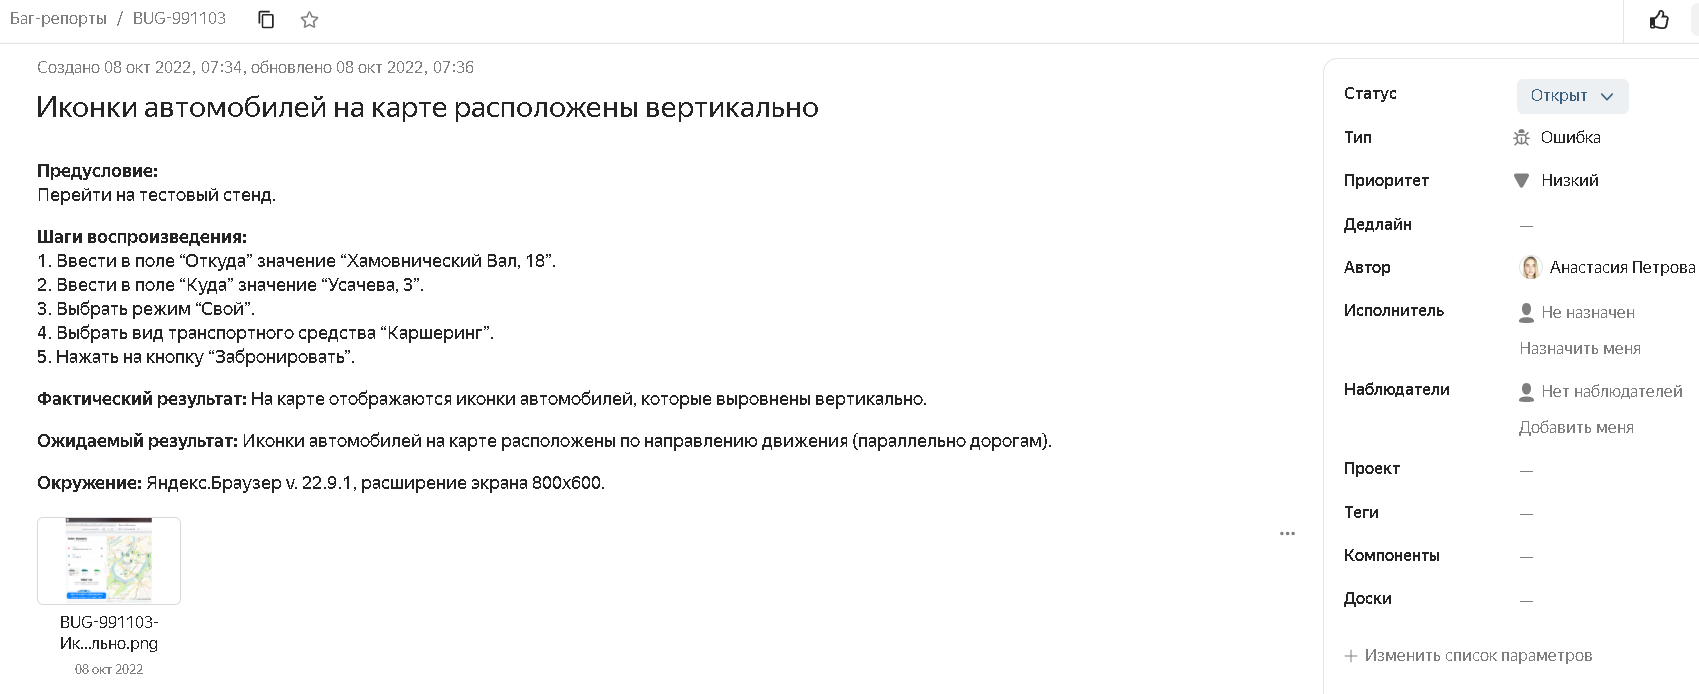 Баг-репорты / BUG-991103
Создано 08 окт 2022, 07:34, обновлено 08 окт 2022, 07:36
Иконки автомобилей на карте расположены вертикально
Предусловие:
Перейти на тестовый стенд.
Шаги воспроизведения:
1. Ввести в поле “Откуда” значение “Хамовнический Вал, 18”.
2. Ввести в поле “Куда” значение “Усачева, 3”.
3. Выбрать режим “Свой”.
4. Выбрать вид транспортного средства “Каршеринг”.
5. Нажать на кнопку “Забронировать”.
Фактический результат: На карте отображаются иконки автомобилей, которые выровнены вертикально.
Ожидаемый результат: Иконки автомобилей на карте расположены по направлению движения (параллельно дорогам).
Окружение: Яндекс.Браузер v. 22.9.1, расширение экрана 800х600.
BUG-991103-
Ик...льно.png
08 окт 2022
Статус Открыт
Тип Ошибка
Приоритет Низкий
Дедлайн —
Автор Анастасия Петрова
Исполнитель Не назначен
Назначить меня
Наблюдатели Нет наблюдателей
Добавить меня
Проект —
Теги —
Компоненты —
Доски —
+ Изменить список параметров